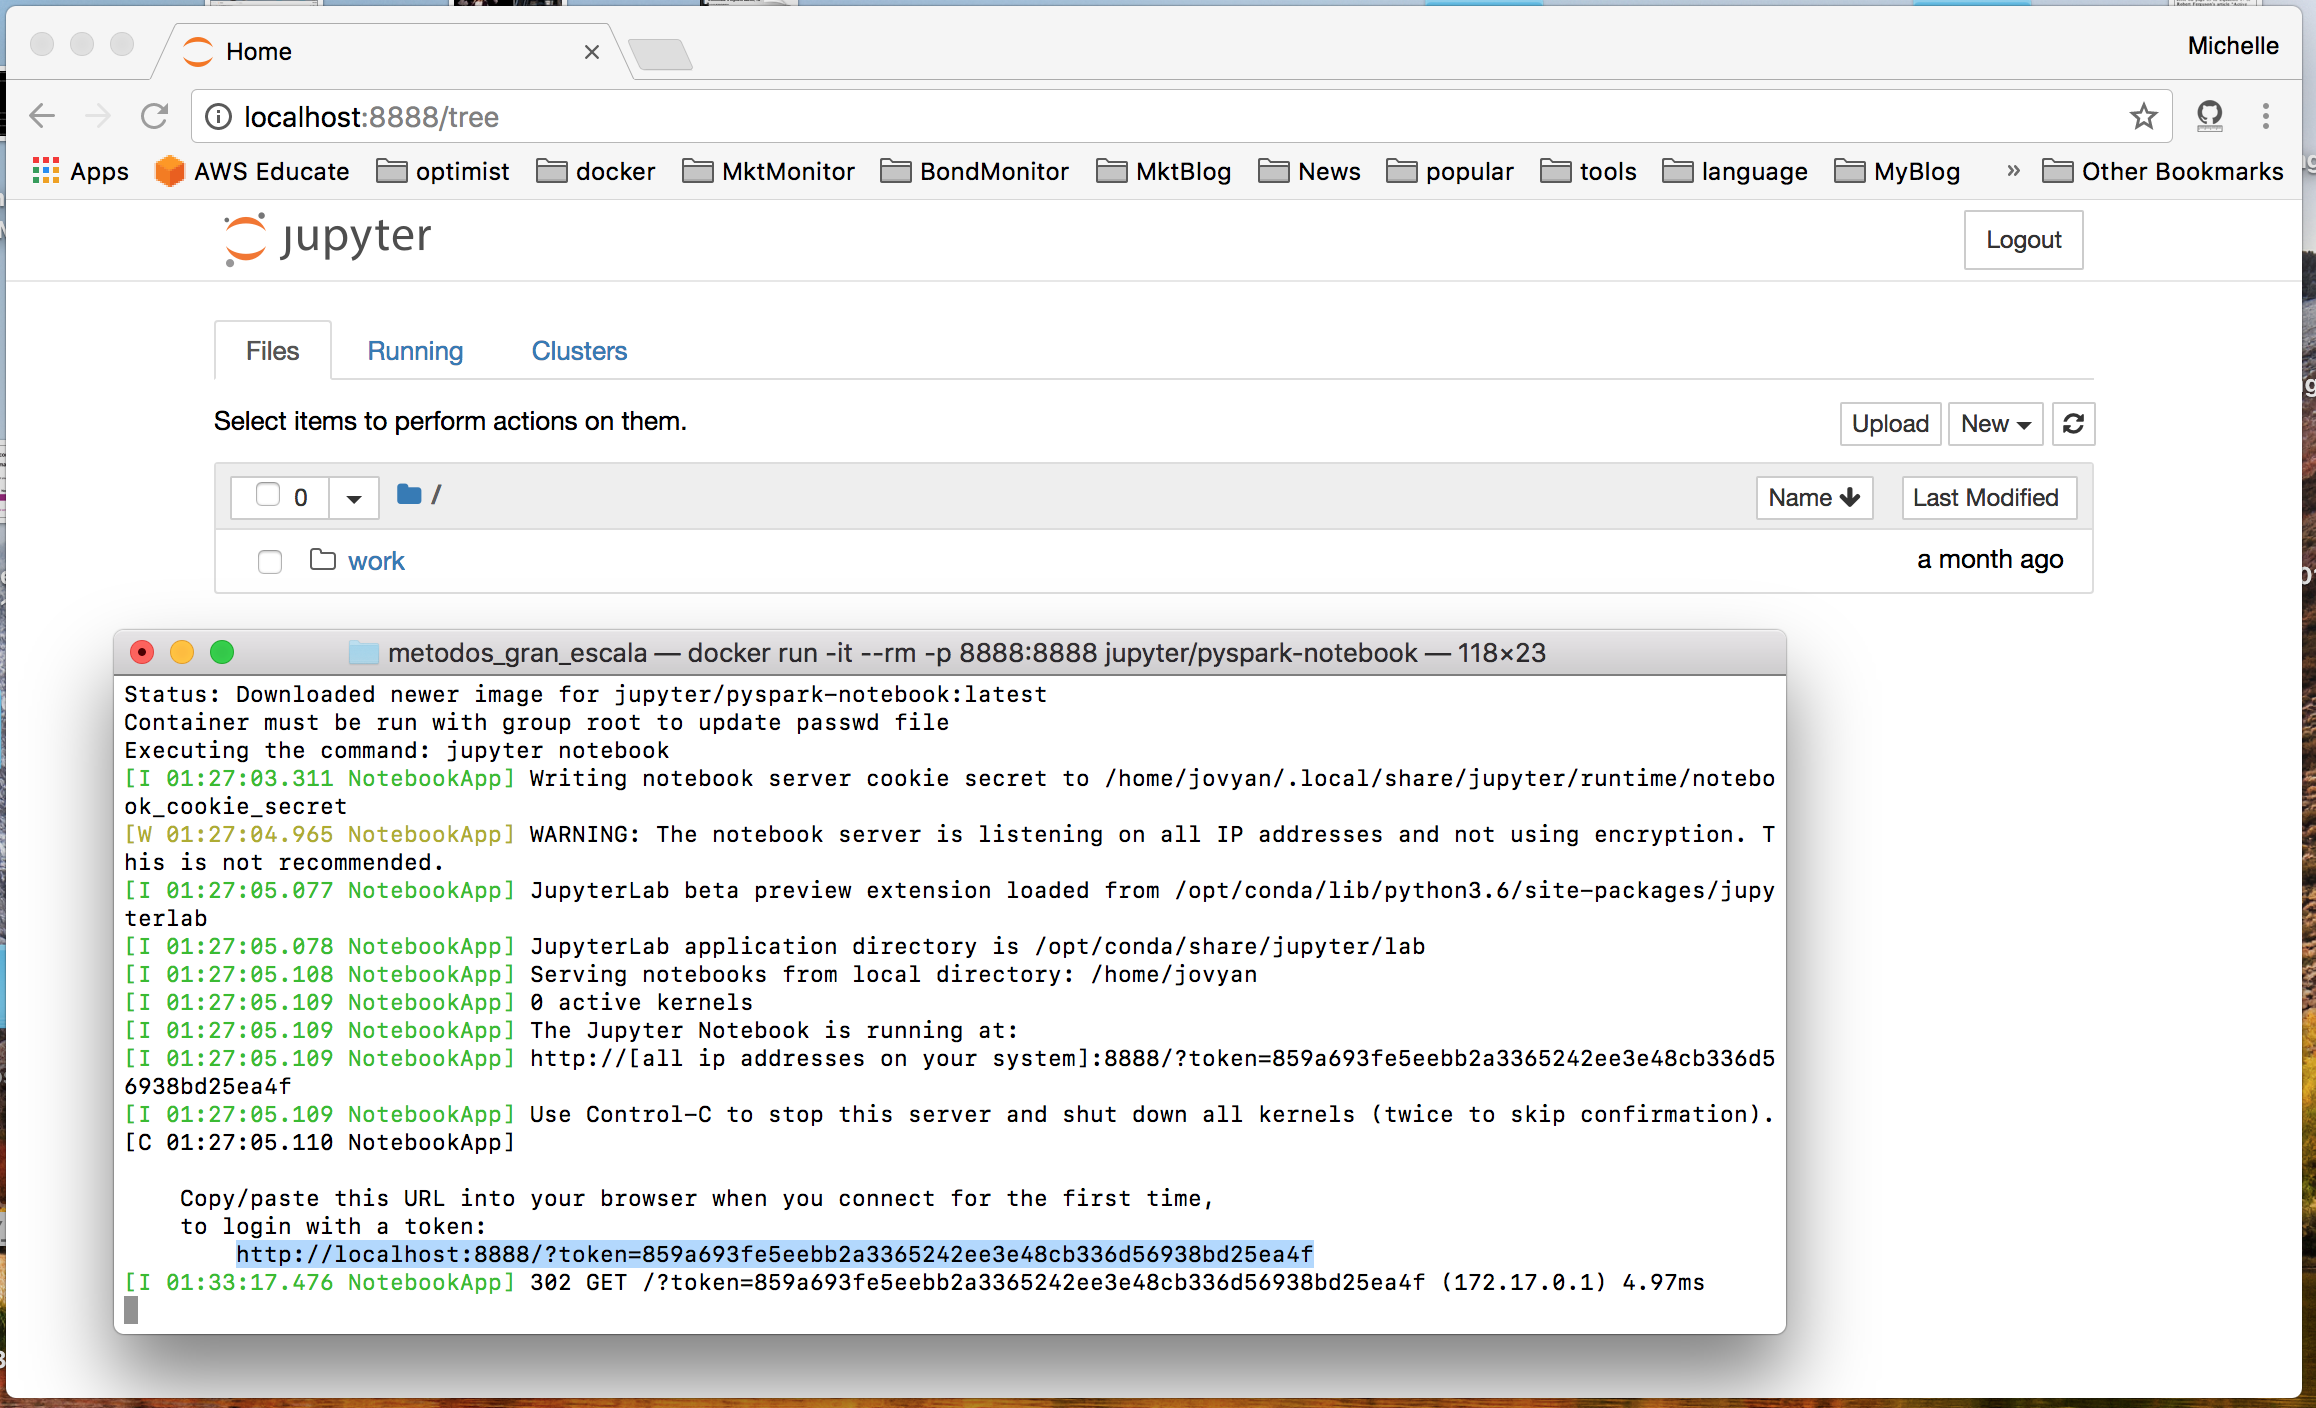 Home
Michelle
localhost:8888/tree
Apps AWS Educate optimist docker MktMonitor BondMonitor MktBlog News popular tools language MyBlog » Other Bookmarks
jupyter
Logout
Files Running Clusters
Select items to perform actions on them.
Upload New
0 / Name Last Modified
work a month ago
metodos_gran_escala — docker run -it --rm -p 8888:8888 jupyter/pyspark-notebook — 118×23
Status: Downloaded newer image for jupyter/pyspark-notebook:latest
Container must be run with group root to update passwd file
Executing the command: jupyter notebook
[I 01:27:03.311 NotebookApp] Writing notebook server cookie secret to /home/jovyan/.local/share/jupyter/runtime/notebo
ok_cookie_secret
[W 01:27:04.965 NotebookApp] WARNING: The notebook server is listening on all IP addresses and not using encryption. T
his is not recommended.
[I 01:27:05.077 NotebookApp] JupyterLab beta preview extension loaded from /opt/conda/lib/python3.6/site-packages/jupy
terlab
[I 01:27:05.078 NotebookApp] JupyterLab application directory is /opt/conda/share/jupyter/lab
[I 01:27:05.108 NotebookApp] Serving notebooks from local directory: /home/jovyan
[I 01:27:05.109 NotebookApp] 0 active kernels
[I 01:27:05.109 NotebookApp] The Jupyter Notebook is running at:
[I 01:27:05.109 NotebookApp] http://[all ip addresses on your system]:8888/?token=859a693fe5eebb2a3365242ee3e48cb336d5
6938bd25ea4f
[I 01:27:05.109 NotebookApp] Use Control-C to stop this server and shut down all kernels (twice to skip confirmation).
[C 01:27:05.110 NotebookApp]
Copy/paste this URL into your browser when you connect for the first time,
to login with a token:
http://localhost:8888/?token=859a693fe5eebb2a3365242ee3e48cb336d56938bd25ea4f
[I 01:33:17.476 NotebookApp] 302 GET /?token=859a693fe5eebb2a3365242ee3e48cb336d56938bd25ea4f (172.17.0.1) 4.97ms